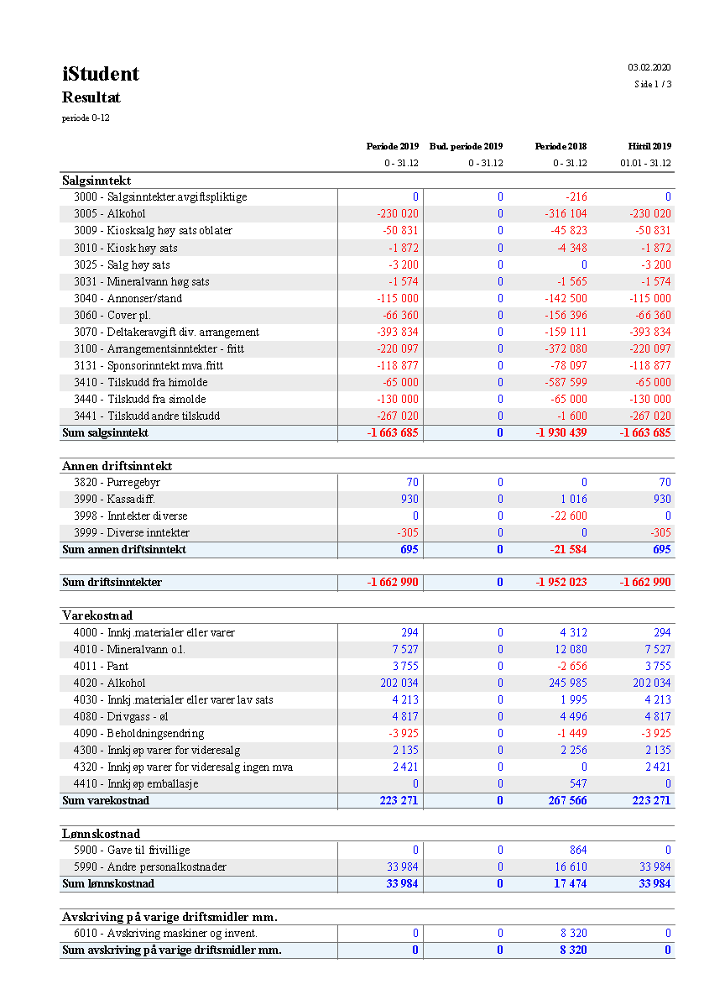 iStudent
03.02.2020
Side 1 / 3
Resultat
periode 0-12
Periode 2019 Bud. periode 2019 Periode 2018 Hittil 2019
0 - 31.12 0 - 31.12 0 - 31.12 01.01 - 31.12
Salgsinntekt
3000 - Salgsinntekter.avgiftspliktige 0 0 -216 0
3005 - Alkohol -230 020 0 -316 104 -230 020
3009 - Kiosksalg høy sats oblater -50 831 0 -45 823 -50 831
3010 - Kiosk høy sats -1 872 0 -4 348 -1 872
3025 - Salg høy sats -3 200 0 0 -3 200
3031 - Mineralvann høg sats -1 574 0 -1 565 -1 574
3040 - Annonser/stand -115 000 0 -142 500 -115 000
3060 - Cover pl. -66 360 0 -156 396 -66 360
3070 - Deltakeravgift div. arrangement -393 834 0 -159 111 -393 834
3100 - Arrangementsinntekter - fritt -220 097 0 -372 080 -220 097
3131 - Sponsorinntekt mva.fritt -118 877 0 -78 097 -118 877
3410 - Tilskudd fra himolde -65 000 0 -587 599 -65 000
3440 - Tilskudd fra simolde -130 000 0 -65 000 -130 000
3441 - Tilskudd andre tilskudd -267 020 0 -1 600 -267 020
Sum salgsinntekt -1 663 685 0 -1 930 439 -1 663 685
Annen driftsinntekt
3820 - Purregebyr 70 0 0 70
3990 - Kassadiff. 930 0 1 016 930
3998 - Inntekter diverse 0 0 -22 600 0
3999 - Diverse inntekter -305 0 0 -305
Sum annen driftsinntekt 695 0 -21 584 695
Sum driftsinntekter -1 662 990 0 -1 952 023 -1 662 990
Varekostnad
4000 - Innkj.materialer eller varer 294 0 4 312 294
4010 - Mineralvann o.l. 7 527 0 12 080 7 527
4011 - Pant 3 755 0 -2 656 3 755
4020 - Alkohol 202 034 0 245 985 202 034
4030 - Innkj.materialer eller varer lav sats 4 213 0 1 995 4 213
4080 - Drivgass - øl 4 817 0 4 496 4 817
4090 - Beholdningsendring -3 925 0 -1 449 -3 925
4300 - Innkjøp varer for videresalg 2 135 0 2 256 2 135
4320 - Innkjøp varer for videresalg ingen mva 2 421 0 0 2 421
4410 - Innkjøp emballasje 0 0 547 0
Sum varekostnad 223 271 0 267 566 223 271
Lønnskostnad
5900 - Gave til frivillige 0 0 864 0
5990 - Andre personalkostnader 33 984 0 16 610 33 984
Sum lønnskostnad 33 984 0 17 474 33 984
Avskriving på varige driftsmidler mm.
6010 - Avskriving maskiner og invent. 0 0 8 320 0
Sum avskriving på varige driftsmidler mm. 0 0 8 320 0